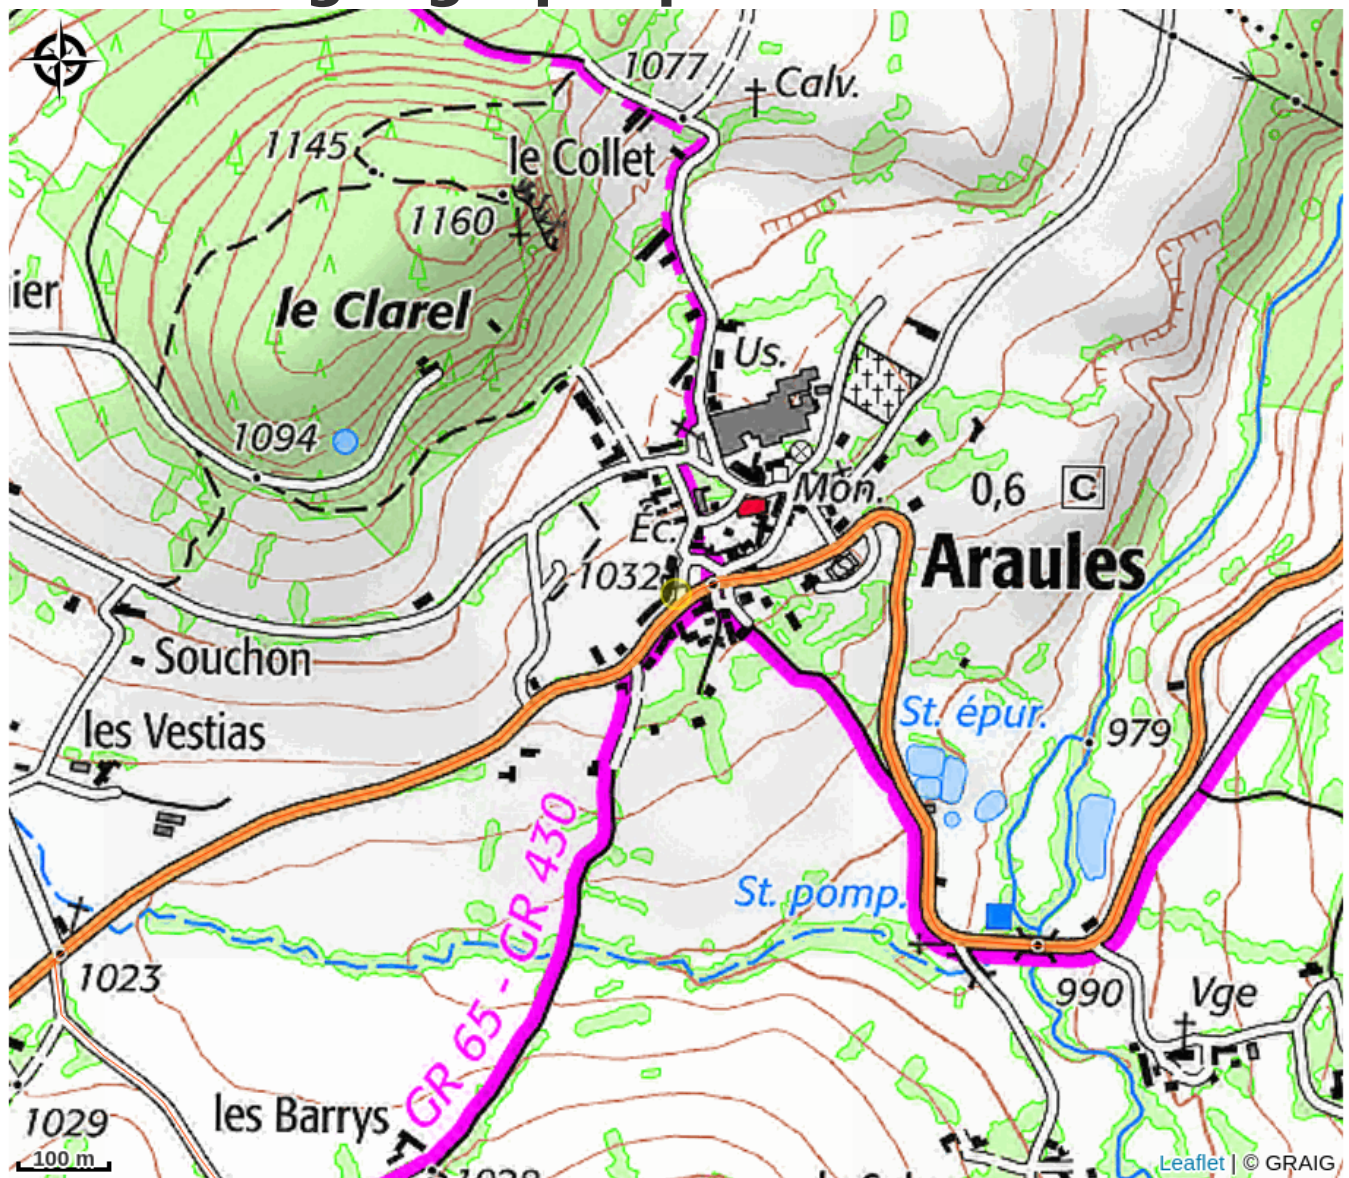 1077
Calv.
1145
le Collet
1160
ier
le Clarel
Us.
1094
Mon.
0,6 C
Éc.
Araules
1032
Souchon
St. épur.
les Vestias
979
GR 65 - GR 430
St. pomp.
1023
990
Vge
1029
les Barrys
100 m
Leaflet | © GRAIG